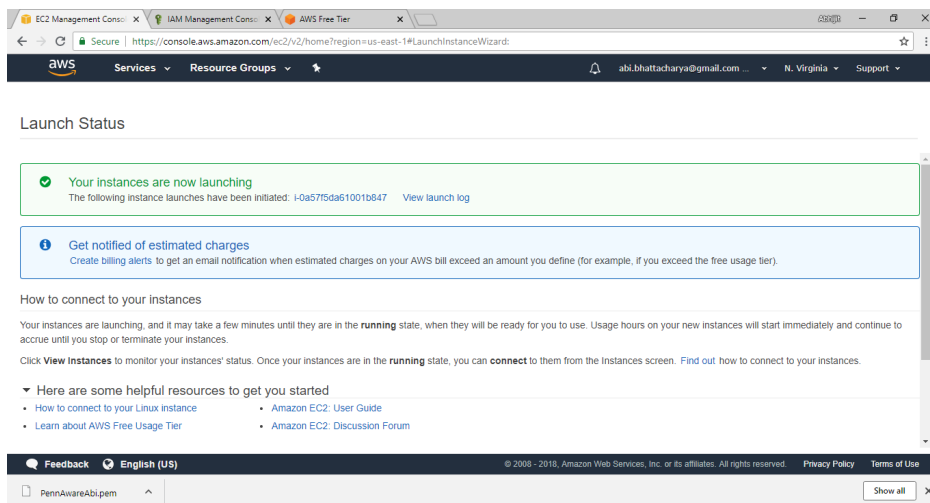 EC2 Management Conso
IAM Management Conso
AWS Free Tier
Secure | https://console.aws.amazon.com/ec2/v2/home?region=us-east-1#LaunchInstanceWizard:
aws Services Resource Groups abi.bhattacharya@gmail.com ... N. Virginia Support
Launch Status
Your instances are now launching
The following instance launches have been initiated: i-0a57f5da61001b847 View launch log
Get notified of estimated charges
Create billing alerts to get an email notification when estimated charges on your AWS bill exceed an amount you define (for example, if you exceed the free usage tier).
How to connect to your instances
Your instances are launching, and it may take a few minutes until they are in the running state, when they will be ready for you to use. Usage hours on your new instances will start immediately and continue to
accrue until you stop or terminate your instances.
Click View Instances to monitor your instances' status. Once your instances are in the running state, you can connect to them from the Instances screen. Find out how to connect to your instances.
Here are some helpful resources to get you started
• How to connect to your Linux instance • Amazon EC2: User Guide
• Learn about AWS Free Usage Tier • Amazon EC2: Discussion Forum
Feedback English (US) © 2008 - 2018, Amazon Web Services, Inc. or its affiliates. All rights reserved. Privacy Policy Terms of Use
PennAwareAbi.pem Show all